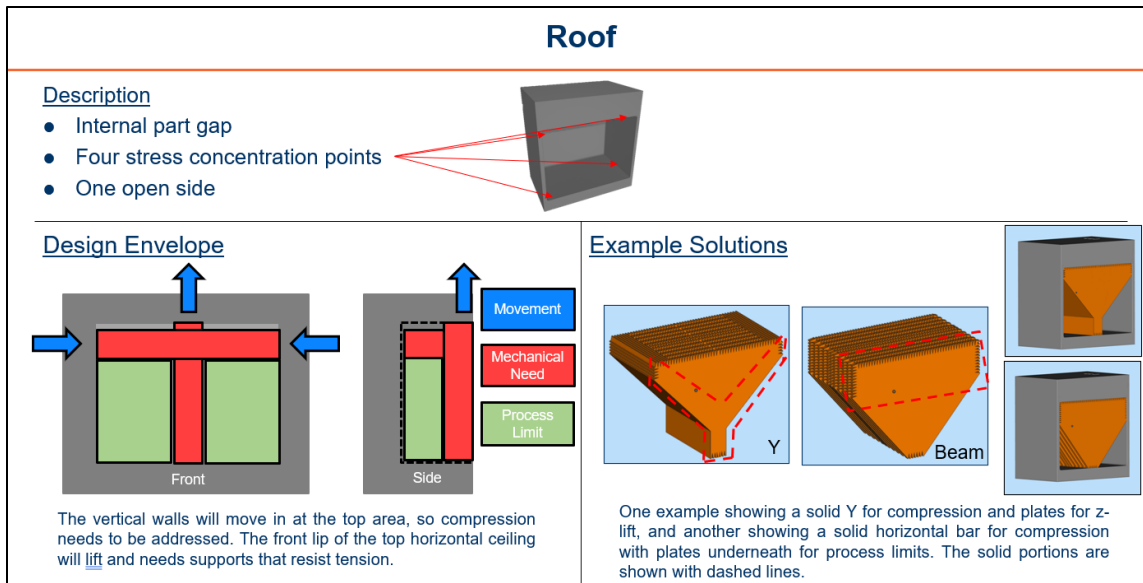 Roof
Description
● Internal part gap
● Four stress concentration points
● One open side
Design Envelope
Movement
Mechanical
Need
Process
Limit
Front
Side
The vertical walls will move in at the top area, so compression
needs to be addressed. The front lip of the top horizontal ceiling
will lift and needs supports that resist tension.
Example Solutions
Y
Beam
One example showing a solid Y for compression and plates for z-
lift, and another showing a solid horizontal bar for compression
with plates underneath for process limits. The solid portions are
shown with dashed lines.